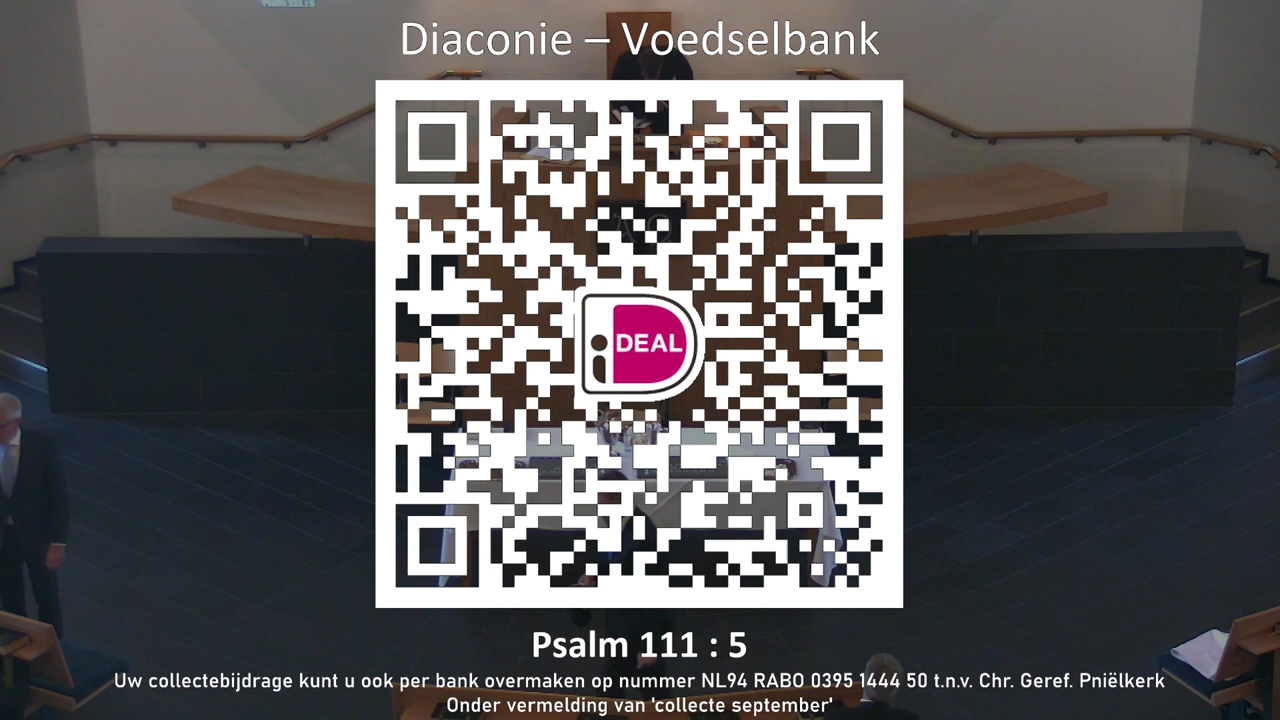 Diaconie – Voedselbank
iDEAL
Psalm 111 : 5
Uw collectebijdrage kunt u ook per bank overmaken op nummer NL94 RABO 0395 1444 50 t.n.v. Chr. Geref. Pniëlkerk
Onder vermelding van 'collecte september'